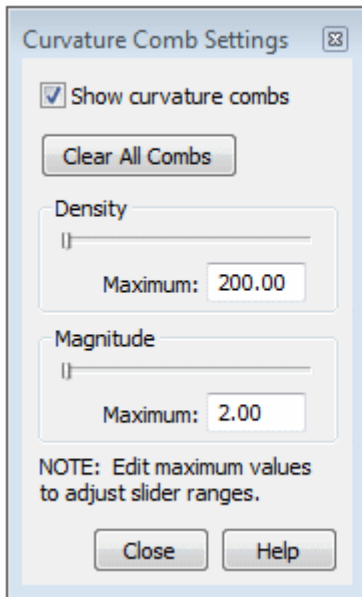 Curvature Comb Settings
Show curvature combs
Clear All Combs
Density
Maximum: 200.00
Magnitude
Maximum: 2.00
NOTE: Edit maximum values
to adjust slider ranges.
Close Help